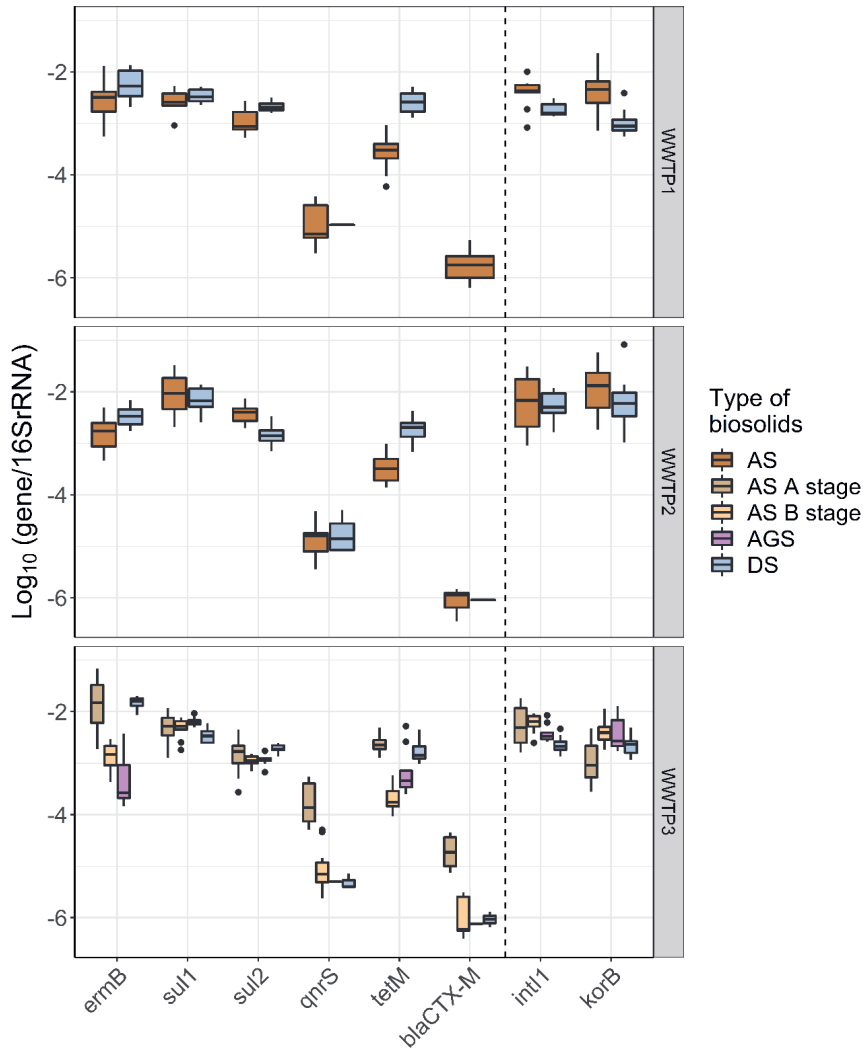 -2
-4
-6
WWTP1
-2
-4
-6
WWTP2
-2
-4
-6
WWTP3
Log10 (gene/16SrRNA)
ermB
sul1
sul2
qnrS
tetM
blaCTX-M
intI1
korB
Type of
biosolids
AS
AS A stage
AS B stage
AGS
DS